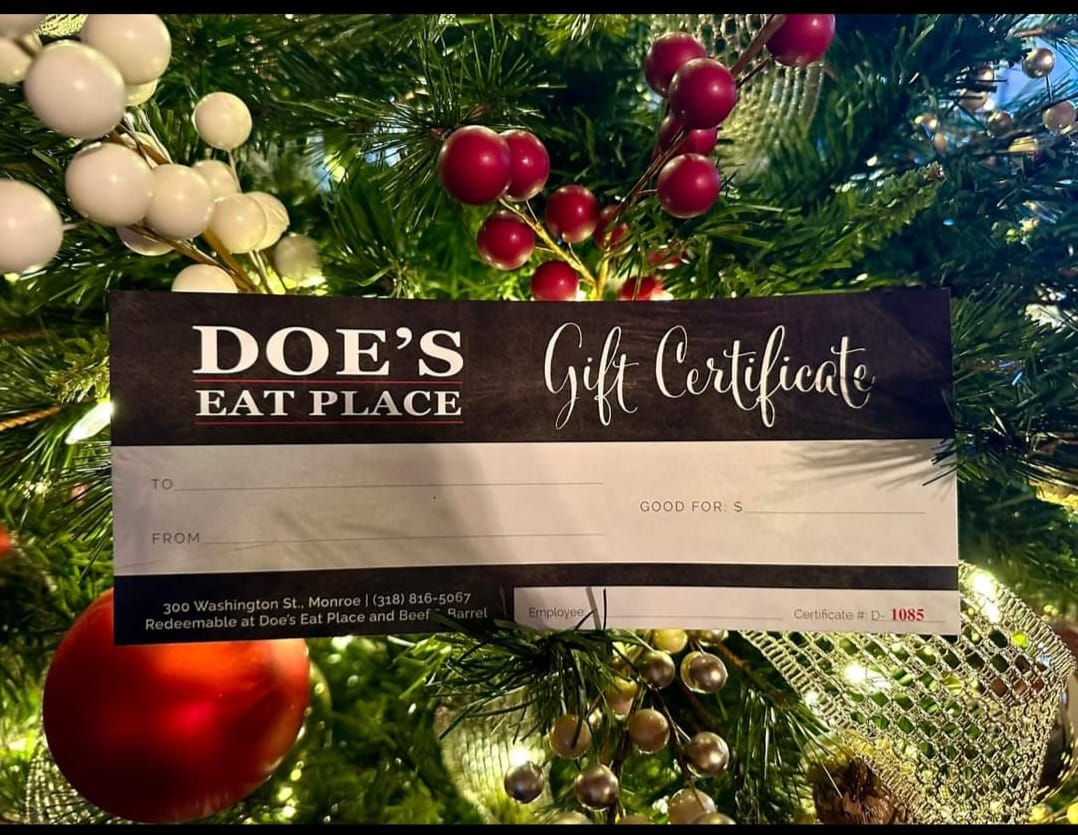 DOE'S
EAT PLACE
Gift Certificate
TO
FROM
GOOD FOR: $
300 Washington St., Monroe | (318) 816-5067
Redeemable at Doe's Eat Place and Beef Barrel
Employee:
Certificate #: D- 1085